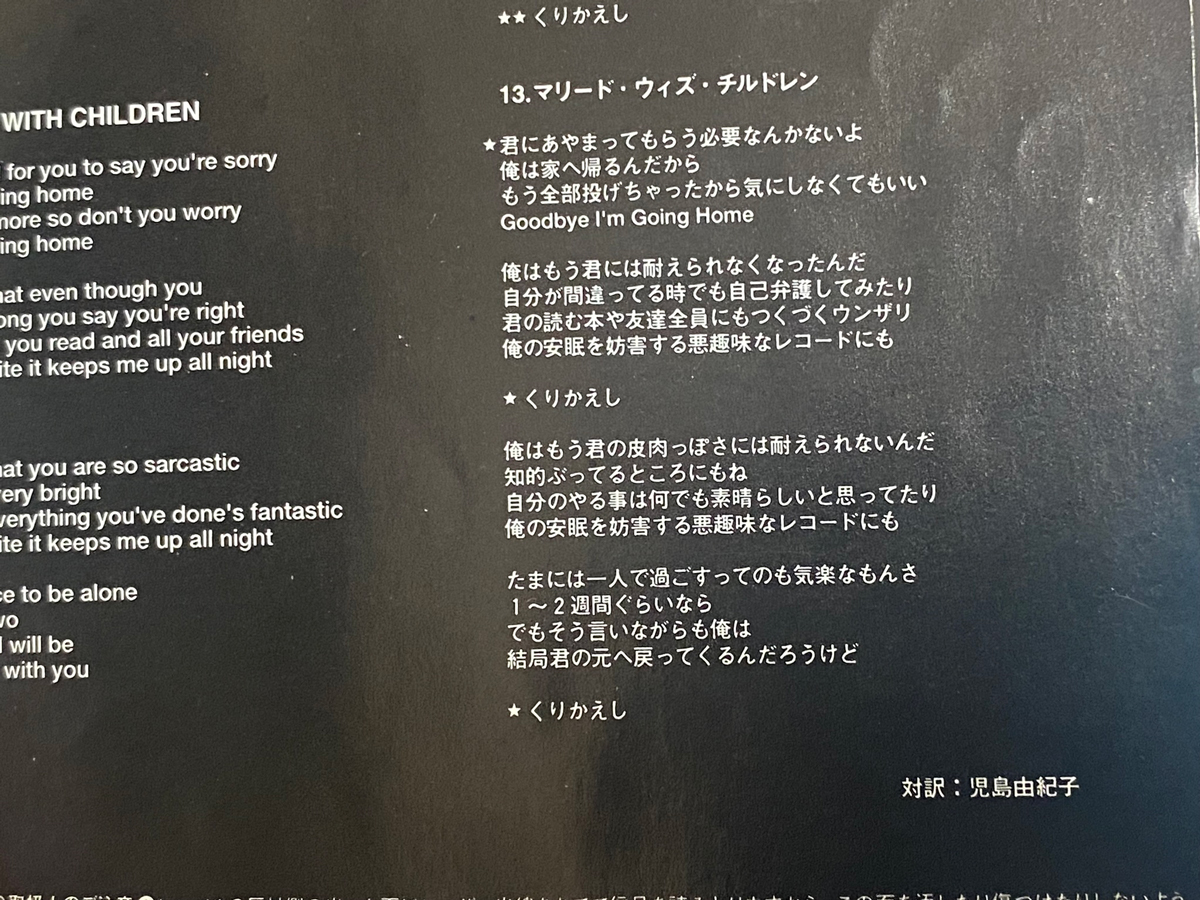 WITH CHILDREN
for you to say you're sorry
ing home
more so don't you worry
ing home
hat even though you
ong you say you're right
you read and all your friends
ite it keeps me up all night
hat you are so sarcastic
very bright
verything you've done's fantastic
ite it keeps me up all night
ce to be alone
wo
I will be
with you
★★くりかえし
13.マリード・ウィズ・チルドレン
★君にあやまってもらう必要なんかないよ
俺は家へ帰るんだから
もう全部投げちゃったから気にしなくてもいい
Goodbye I'm Going Home
俺はもう君には耐えられなくなったんだ
自分が間違ってる時でも自己弁護してみたり
君の読む本や友達全員にもつくづくウンザリ
俺の安眠を妨害する悪趣味なレコードにも
★くりかえし
俺はもう君の皮肉っぽさには耐えられないんだ
知的ぶってるところにもね
自分のやる事は何でも素晴らしいと思ってたり
俺の安眠を妨害する悪趣味なレコードにも
たまには一人で過ごすってのも気楽なもんさ
1～2週間ぐらいなら
でもそう言いながらも俺は
結局君の元へ戻ってくるんだろうけど
★くりかえし
対訳：児島由紀子